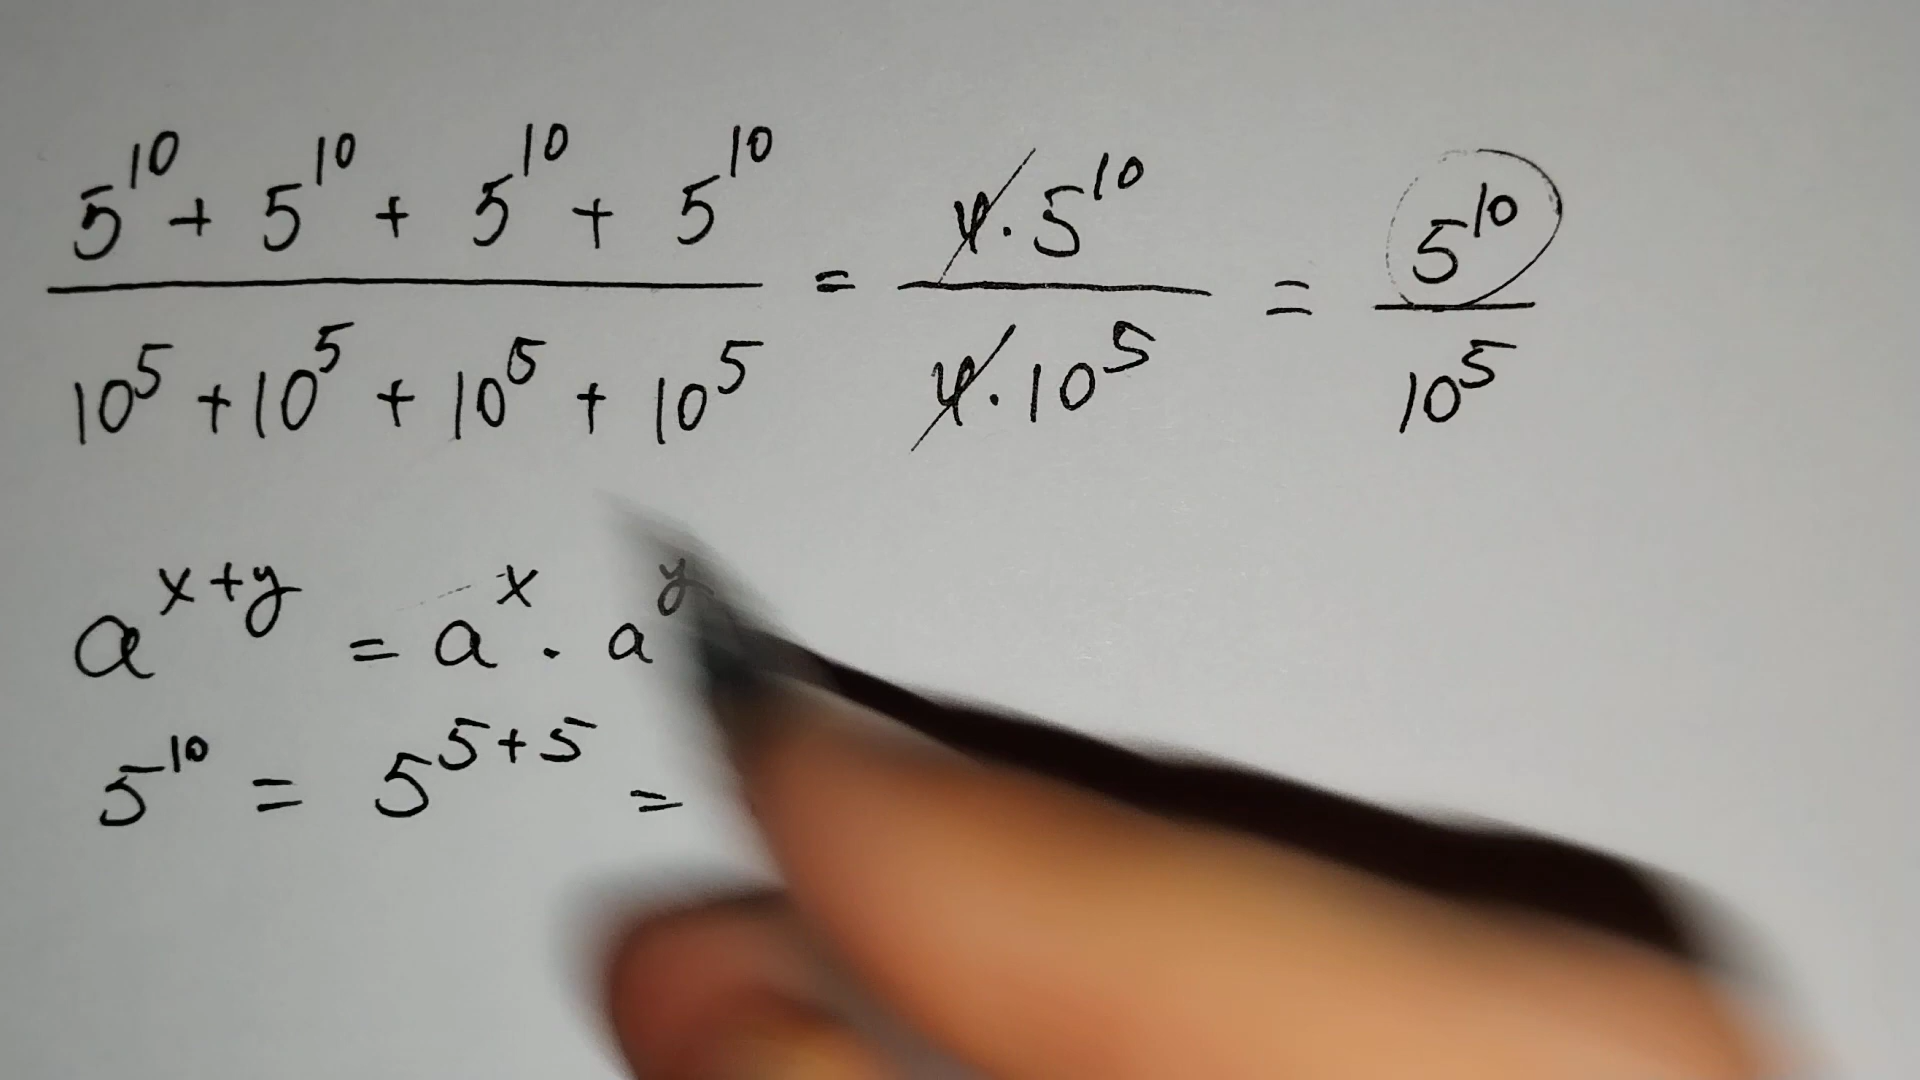 5^10 + 5^10 + 5^10 + 5^10 / 10^5 + 10^5 + 10^5 + 10^5 = 4 · 5^10 / 4 · 10^5 = 5^10 / 10^5
a^x+y = a^x · a^y
5^10 = 5^5+5 =